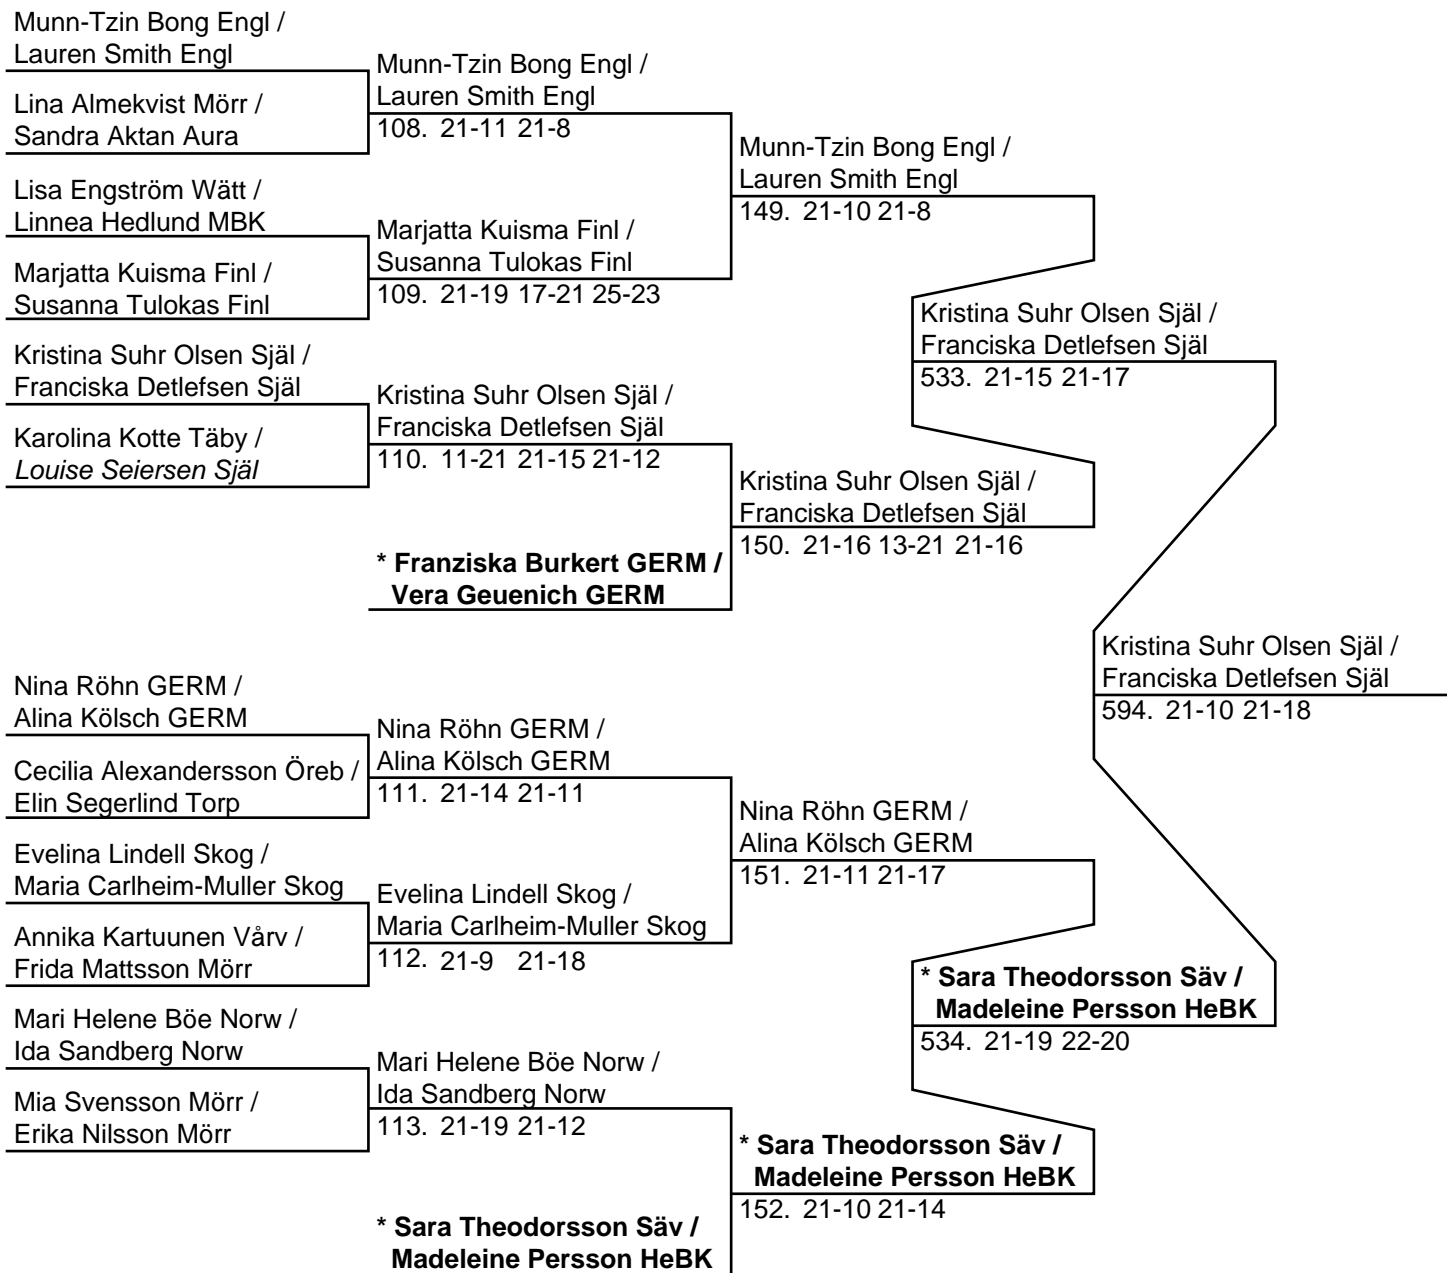 Munn-Tzin Bong Engl /
Lauren Smith Engl
Lina Almekvist Mörr /
Sandra Aktan Aura
Lisa Engström Wätt /
Linnea Hedlund MBK
Marjatta Kuisma Finl /
Susanna Tulokas Finl
Kristina Suhr Olsen Själ /
Franciska Detlefsen Själ
Karolina Kotte Täby /
Louise Seiersen Själ
Nina Röhn GERM /
Alina Kölsch GERM
Cecilia Alexandersson Öreb /
Elin Segerlind Torp
Evelina Lindell Skog /
Maria Carlheim-Muller Skog
Annika Kartuunen Vårv /
Frida Mattsson Mörr
Mari Helene Böe Norw /
Ida Sandberg Norw
Mia Svensson Mörr /
Erika Nilsson Mörr
Munn-Tzin Bong Engl /
Lauren Smith Engl
108. 21-11 21-8
Marjatta Kuisma Finl /
Susanna Tulokas Finl
109. 21-19 17-21 25-23
Kristina Suhr Olsen Själ /
Franciska Detlefsen Själ
110. 11-21 21-15 21-12
* Franziska Burkert GERM /
Vera Geuenich GERM
Nina Röhn GERM /
Alina Kölsch GERM
111. 21-14 21-11
Evelina Lindell Skog /
Maria Carlheim-Muller Skog
112. 21-9 21-18
Mari Helene Böe Norw /
Ida Sandberg Norw
113. 21-19 21-12
* Sara Theodorsson Säv /
Madeleine Persson HeBK
Munn-Tzin Bong Engl /
Lauren Smith Engl
149. 21-10 21-8
Kristina Suhr Olsen Själ /
Franciska Detlefsen Själ
150. 21-16 13-21 21-16
Nina Röhn GERM /
Alina Kölsch GERM
151. 21-11 21-17
* Sara Theodorsson Säv /
Madeleine Persson HeBK
152. 21-10 21-14
Kristina Suhr Olsen Själ /
Franciska Detlefsen Själ
533. 21-15 21-17
* Sara Theodorsson Säv /
Madeleine Persson HeBK
534. 21-19 22-20
Kristina Suhr Olsen Själ /
Franciska Detlefsen Själ
594. 21-10 21-18